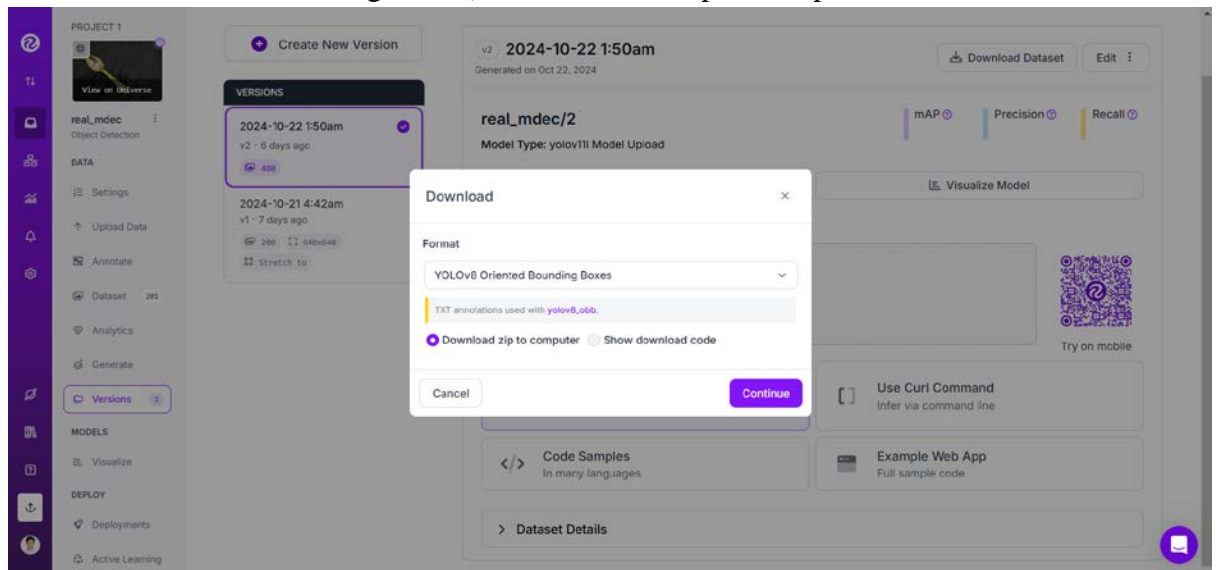 PROJECT 1
View on Universe
real_mdec
Object Detection
DATA
Settings
Upload Data
Annotate
Dataset 201
Analytics
Generate
Versions 2
MODELS
Visualize
DEPLOY
Deployments
Active Learning
Create New Version
VERSIONS
2024-10-22 1:50am
v2 · 6 days ago
400
2024-10-21 4:42am
v1 · 7 days ago
200 640x640
Stretch to
v2 2024-10-22 1:50am
Generated on Oct 22, 2024
Download Dataset
Edit
real_mdec/2
Model Type: yolov11l Model Upload
mAP
Precision
Recall
Visualize Model
Try on mobile
Use Curl Command
Infer via command line
Code Samples
In many languages
Example Web App
Full sample code
Dataset Details
Download
Format
YOLOv8 Oriented Bounding Boxes
TXT annotations used with yolov8_obb.
Download zip to computer Show download code
Cancel
Continue